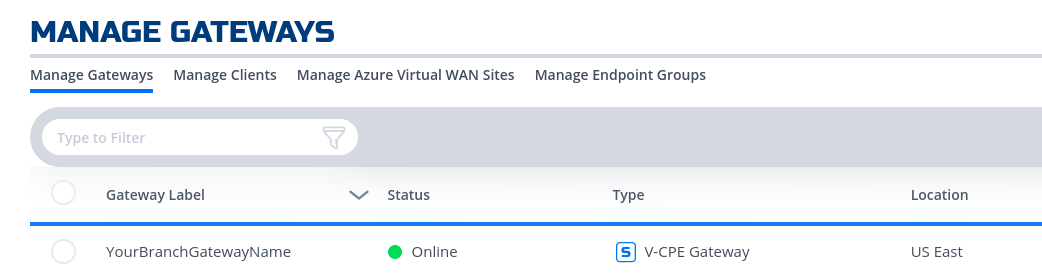 MANAGE GATEWAYS
Manage Gateways Manage Clients Manage Azure Virtual WAN Sites Manage Endpoint Groups
Type to Filter
Gateway Label Status Type Location
YourBranchGatewayName Online S V-CPE Gateway US East